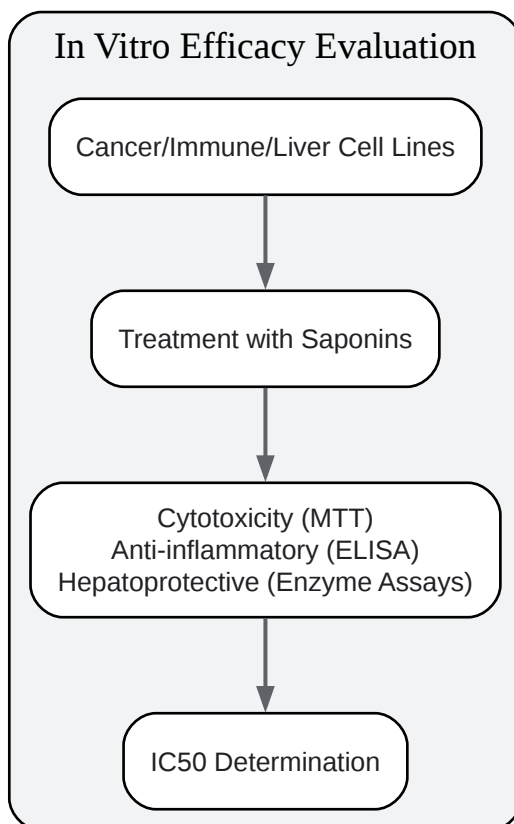 In Vitro Efficacy Evaluation
Cancer/Immune/Liver Cell Lines
Treatment with Saponins
Cytotoxicity (MTT)
Anti-inflammatory (ELISA)
Hepatoprotective (Enzyme Assays)
IC50 Determination